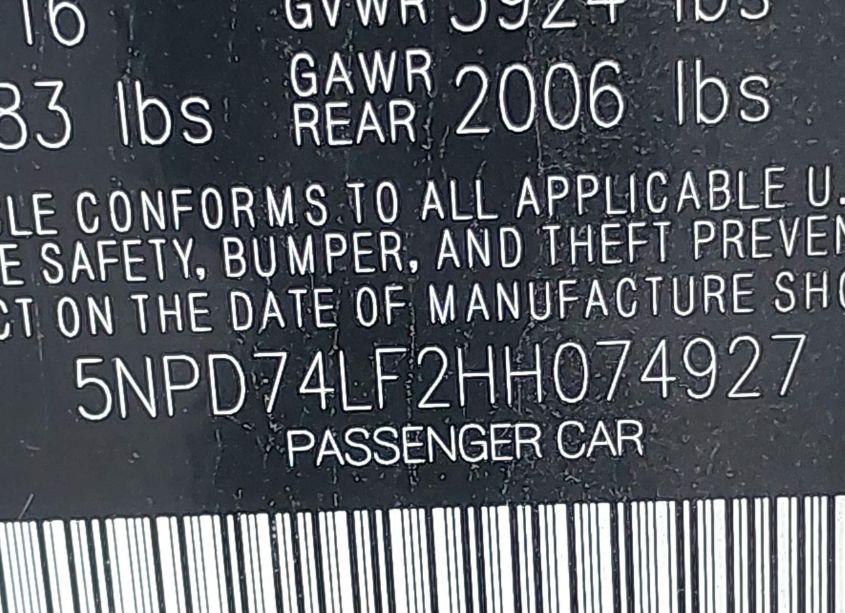 16 GVWR 3924 lbs
83 lbs GAWR REAR 2006 lbs
LE CONFORMS TO ALL APPLICABLE U.
E SAFETY, BUMPER, AND THEFT PREVEN
CT ON THE DATE OF MANUFACTURE SHO
5NPD74LF2HH074927
PASSENGER CAR